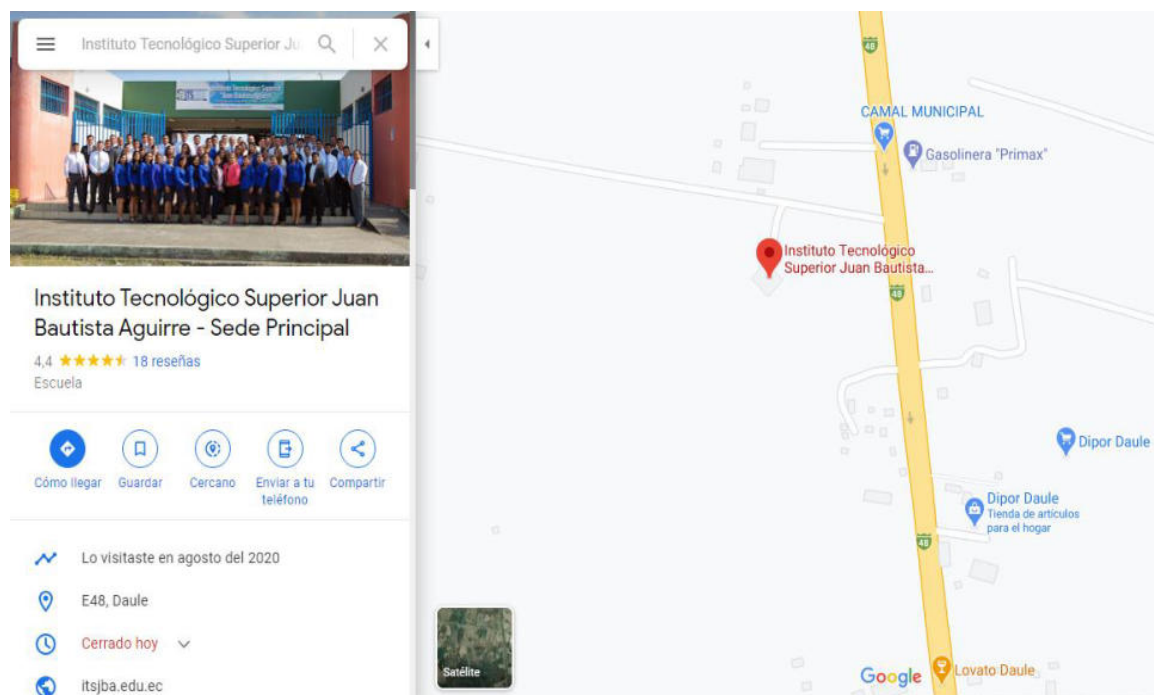 Instituto Tecnológico Superior Ju
Instituto Tecnológico Superior Juan
Bautista Aguirre - Sede Principal
4,4 18 reseñas
Escuela
Cómo llegar
Guardar
Cercano
Enviar a tu
teléfono
Compartir
Lo visitaste en agosto del 2020
E48, Daule
Cerrado hoy
itsjba.edu.ec
48
CAMAL MUNICIPAL
Gasolinera "Primax"
Instituto Tecnológico
Superior Juan Bautista...
48
Dipor Daule
Dipor Daule
Tienda de artículos
para el hogar
48
Satélite
Google
Lovato Daule